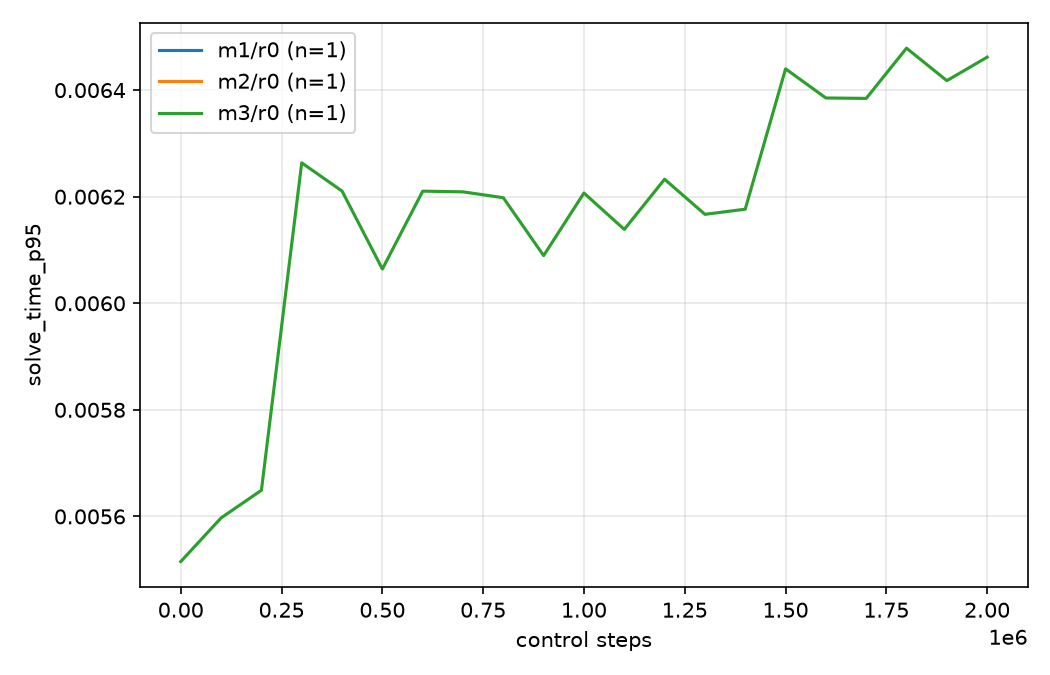 m1/r0 (n=1)
m2/r0 (n=1)
m3/r0 (n=1)
0.0064
0.0062
0.0060
0.0058
0.0056
solve_time_p95
0.00 0.25 0.50 0.75 1.00 1.25 1.50 1.75 2.00
1e6
control steps